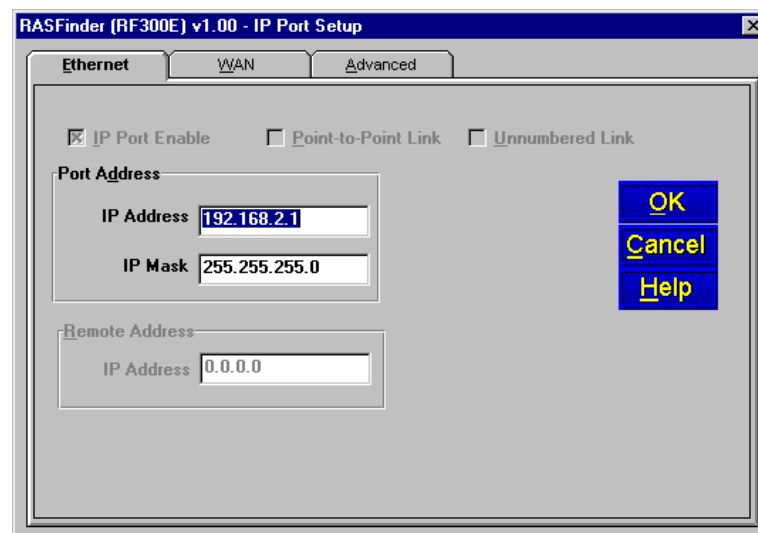 RASFinder (RF300E) v1.00 - IP Port Setup
Ethernet WAN Advanced
IP Port Enable Point-to-Point Link Unnumbered Link
Port Address
IP Address 192.168.2.1
IP Mask 255.255.255.0
OK
Cancel
Help
Remote Address
IP Address 0.0.0.0